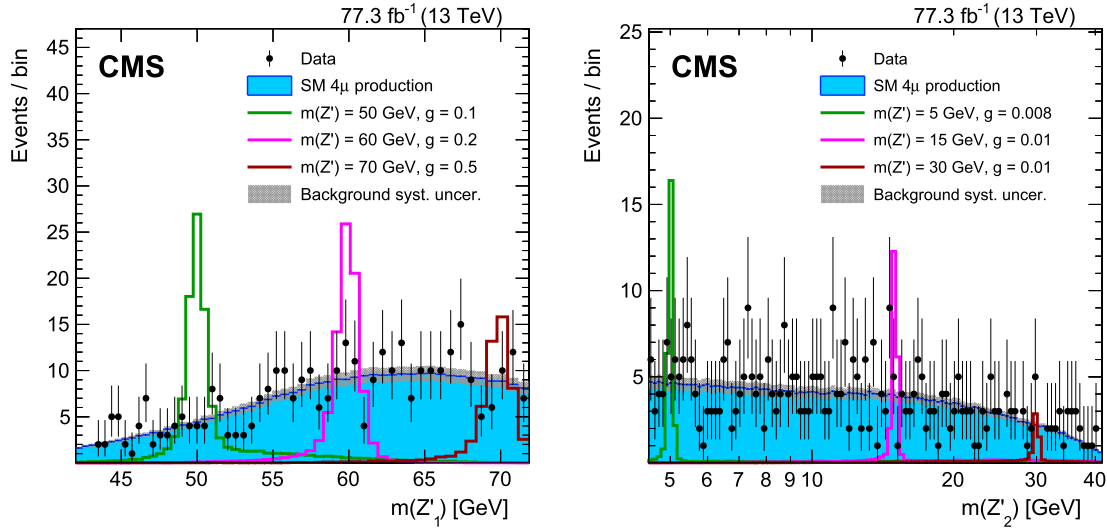 77.3 fb⁻¹ (13 TeV)
CMS
Events / bin
45
40
35
30
25
20
15
10
5
Data
SM 4μ production
m(Z') = 50 GeV, g = 0.1
m(Z') = 60 GeV, g = 0.2
m(Z') = 70 GeV, g = 0.5
Background syst. uncer.
45 50 55 60 65 70
m(Z'₁) [GeV]
77.3 fb⁻¹ (13 TeV)
CMS
Events / bin
25
20
15
10
5
Data
SM 4μ production
m(Z') = 5 GeV, g = 0.008
m(Z') = 15 GeV, g = 0.01
m(Z') = 30 GeV, g = 0.01
Background syst. uncer.
5 6 7 8 9 10 20 30 40
m(Z'₂) [GeV]